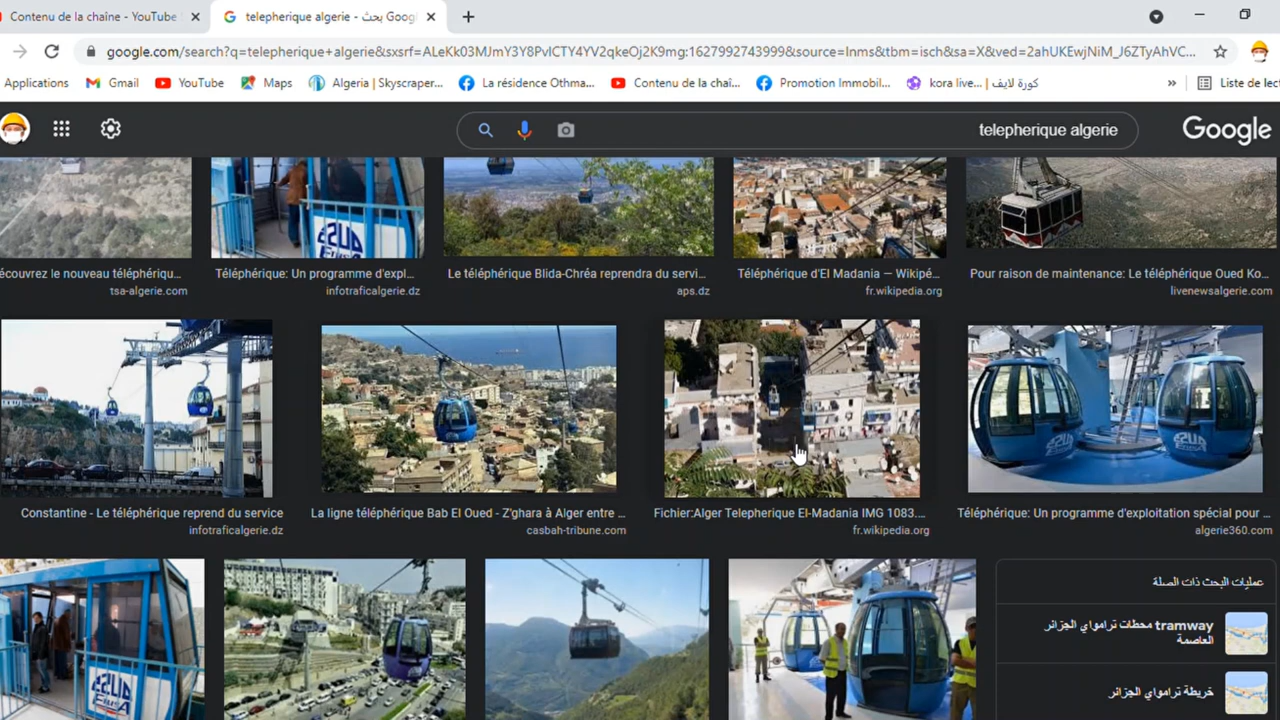 Contenu de la chaîne - YouTube
telepherique algerie - بحث Goog
google.com/search?q=telepherique+algerie&sxsrf=ALeKk03MJmY3Y8PvICTY4YV2qkeOj2K9mg:1627992743999&source=lnms&tbm=isch&sa=X&ved=2ahUKEwjNiM_J6ZTyAhVC...
Applications
Gmail
YouTube
Maps
Algeria | Skyscraper...
La résidence Othma...
Contenu de la chaî...
Promotion Immobil...
kora live... | كورة لايف
»
Liste de lec
telepherique algerie
Google
écouvrez le nouveau téléphériqu...
tsa-algerie.com
Téléphérique: Un programme d'expl...
infotraficalgerie.dz
Le téléphérique Blida-Chréa reprendra du servi...
aps.dz
Téléphérique d'El Madania — Wikipé...
fr.wikipedia.org
Pour raison de maintenance: Le téléphérique Oued Ko...
livenewsalgerie.com
Constantine - Le téléphérique reprend du service
infotraficalgerie.dz
La ligne téléphérique Bab El Oued - Z'ghara à Alger entre ...
casbah-tribune.com
Fichier:Alger Telepherique El-Madania IMG 1083....
fr.wikipedia.org
Téléphérique: Un programme d'exploitation spécial pour ...
algerie360.com
عمليات البحث ذات الصلة
tramway محطات ترامواي الجزائر
العاصمة
خريطة ترامواي الجزائر